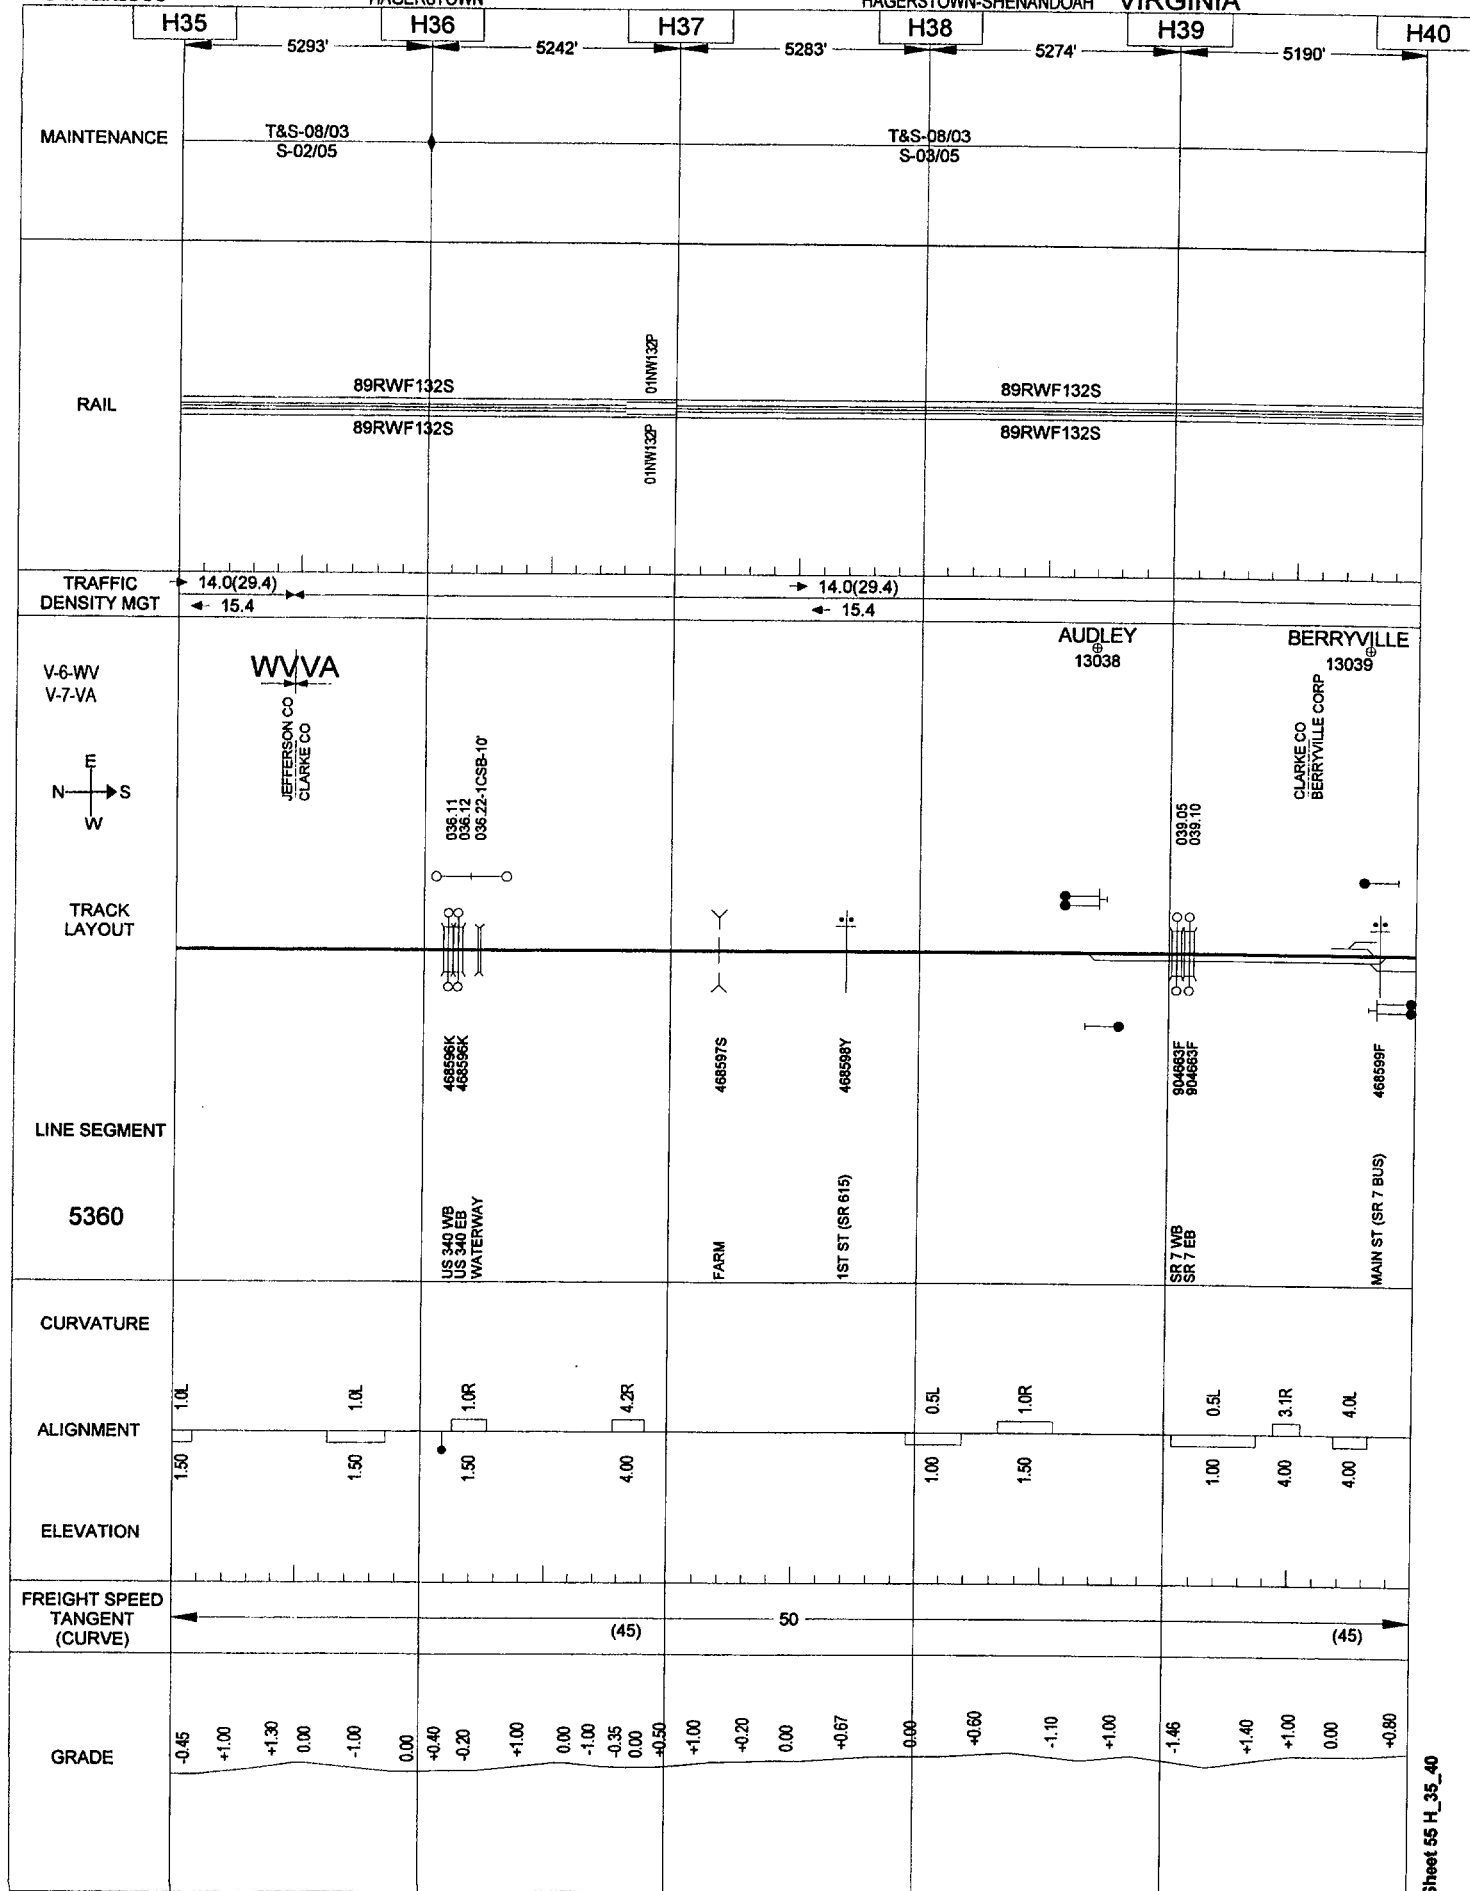 HAGERSTOWN
HAGERSTOWN-SHENANDOAH VIRGINIA
H35 H36 H37 H38 H39 H40
5293' 5242' 5283' 5274' 5190'
MAINTENANCE
T&S-08/03
S-02/05
T&S-08/03
S-03/05
RAIL
89RWF132S
89RWF132S
01NW132P
01NW132P
89RWF132S
89RWF132S
TRAFFIC
DENSITY MGT
14.0(29.4)
15.4
14.0(29.4)
15.4
V-6-WV
V-7-VA
WVVA
JEFFERSON CO
CLARKE CO
AUDLEY
13038
BERRYVILLE
13039
CLARKE CO
BERRYVILLE CORP
E
N S
W
036.11
036.12
036.22-1CSB-10'
039.05
039.10
TRACK
LAYOUT
468596K
468596K
468597S
468598Y
904663F
904663F
468599F
LINE SEGMENT
5360
US 340 WB
US 340 EB
WATERWAY
FARM
1ST ST (SR 615)
SR 7 WB
SR 7 EB
MAIN ST (SR 7 BUS)
CURVATURE
1.0L 1.0L 1.0R 4.2R 0.5L 1.0R 0.5L 3.1R 4.0L
ALIGNMENT
1.50 1.50 1.50 4.00 1.00 1.50 1.00 4.00 4.00
ELEVATION
FREIGHT SPEED
TANGENT
(CURVE)
50
(45) (45)
GRADE
-0.45 +1.00 +1.30 0.00 -1.00 0.00 +0.40 -0.20 +1.00 0.00 -1.00 -0.35 0.00 +0.50 +1.00 +0.20 0.00 +0.67 0.00 +0.60 -1.10 +1.00 -1.46 +1.40 +1.00 0.00 +0.80
Sheet 55 H_35_40